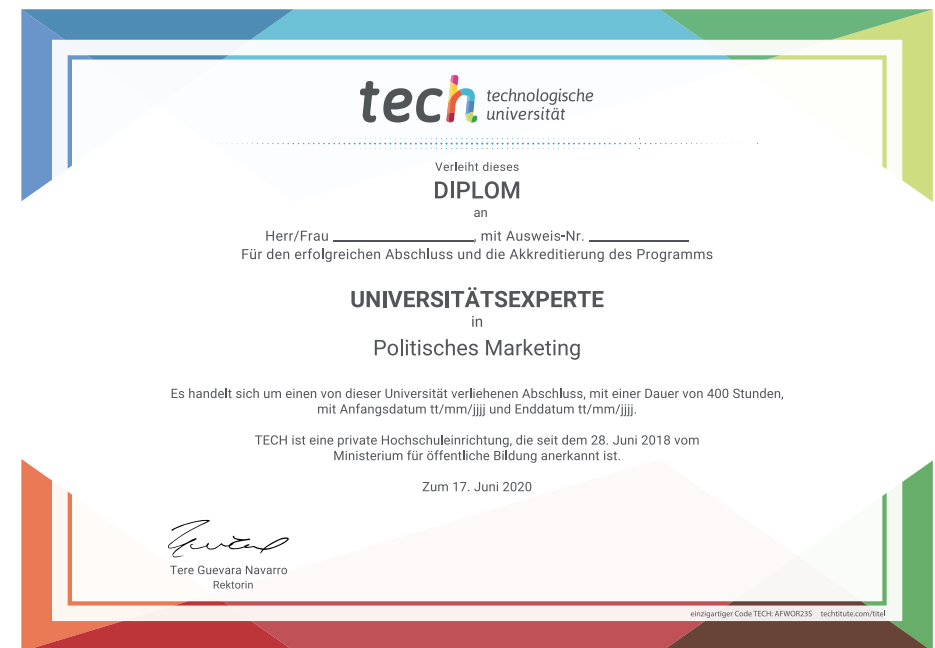 tech technologische
universität
Verleiht dieses
DIPLOM
an
Herr/Frau ____________, mit Ausweis-Nr. ____________
Für den erfolgreichen Abschluss und die Akkreditierung des Programms
UNIVERSITÄTSEXPERTE
in
Politisches Marketing
Es handelt sich um einen von dieser Universität verliehenen Abschluss, mit einer Dauer von 400 Stunden,
mit Anfangsdatum tt/mm/jjjj und Enddatum tt/mm/jjjj.
TECH ist eine private Hochschuleinrichtung, die seit dem 28. Juni 2018 vom
Ministerium für öffentliche Bildung anerkannt ist.
Zum 17. Juni 2020
Tere Guevara Navarro
Rektorin
einzigartiger Code TECH: AFWOR23S techtitute.com/titel